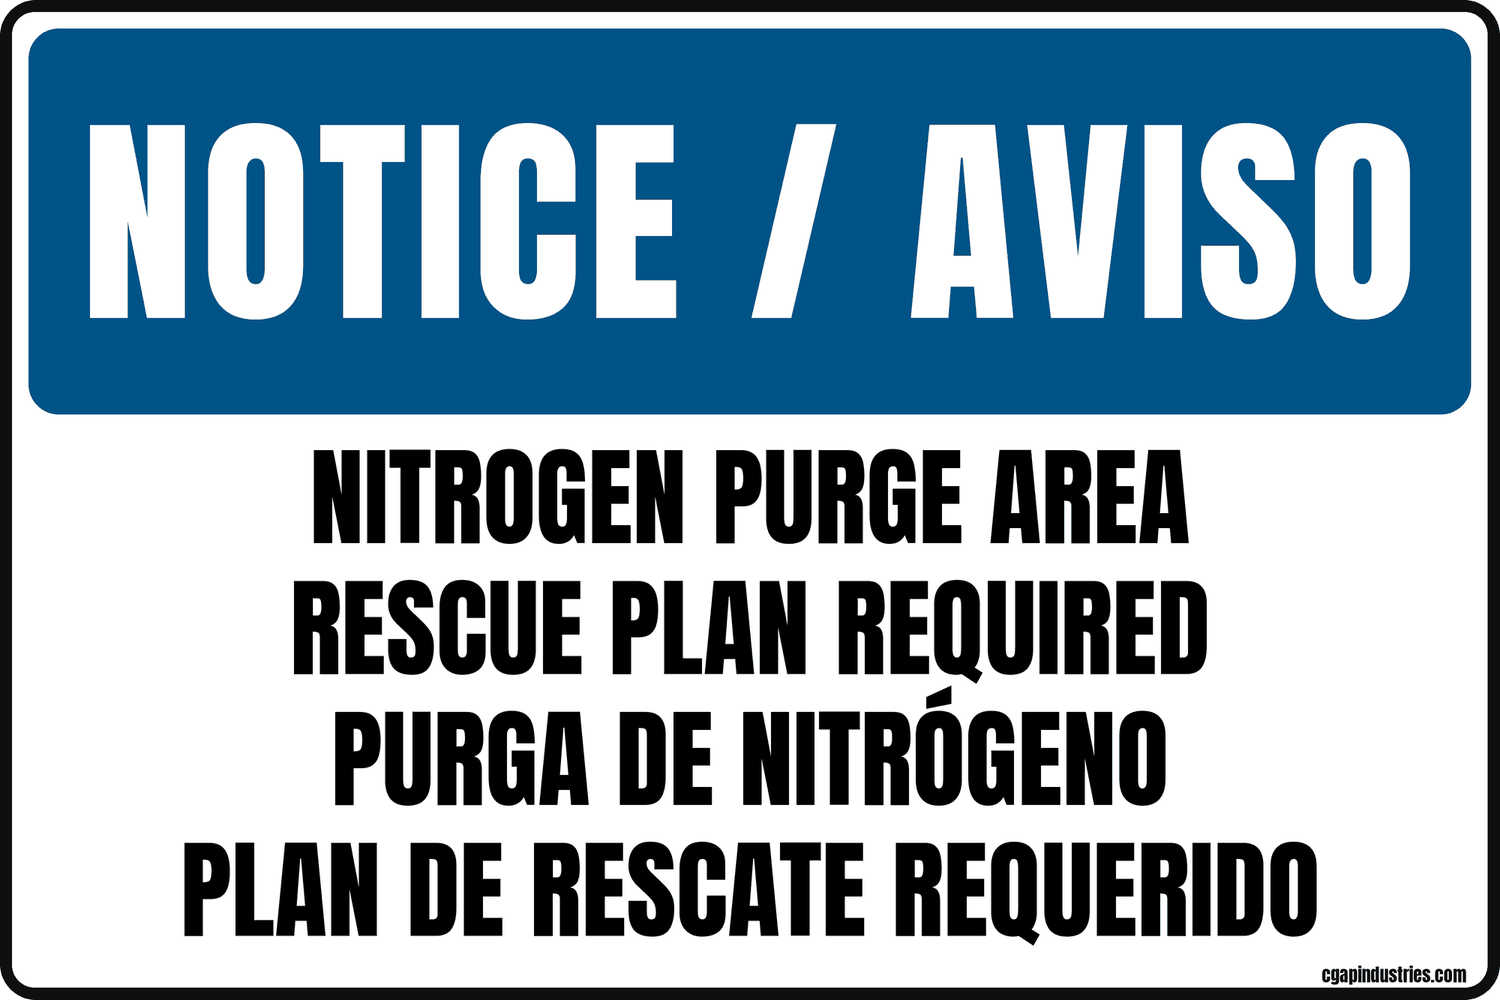 NOTICE / AVISO
NITROGEN PURGE AREA
RESCUE PLAN REQUIRED
PURGA DE NITRÓGENO
PLAN DE RESCATE REQUERIDO
cgapindustries.com